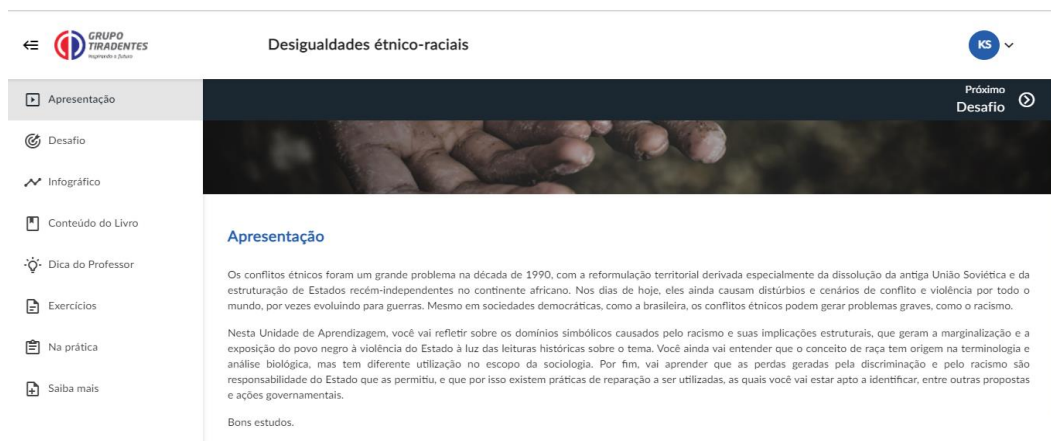 GRUPO
TIRADENTES
Inspirando o futuro
Desigualdades étnico-raciais
KS
Apresentação
Desafio
Infográfico
Conteúdo do Livro
Dica do Professor
Exercícios
Na prática
Saiba mais
Próximo
Desafio
Apresentação
Os conflitos étnicos foram um grande problema na década de 1990, com a reformulação territorial derivada especialmente da dissolução da antiga União Soviética e da
estruturação de Estados recém-independentes no continente africano. Nos dias de hoje, eles ainda causam distúrbios e cenários de conflito e violência por todo o
mundo, por vezes evoluindo para guerras. Mesmo em sociedades democráticas, como a brasileira, os conflitos étnicos podem gerar problemas graves, como o racismo.
Nesta Unidade de Aprendizagem, você vai refletir sobre os domínios simbólicos causados pelo racismo e suas implicações estruturais, que geram a marginalização e a
exposição do povo negro à violência do Estado à luz das leituras históricas sobre o tema. Você ainda vai entender que o conceito de raça tem origem na terminologia e
análise biológica, mas tem diferente utilização no escopo da sociologia. Por fim, vai aprender que as perdas geradas pela discriminação e pelo racismo são
responsabilidade do Estado que as permitiu, e que por isso existem práticas de reparação a ser utilizadas, as quais você vai estar apto a identificar, entre outras propostas
e ações governamentais.
Bons estudos.